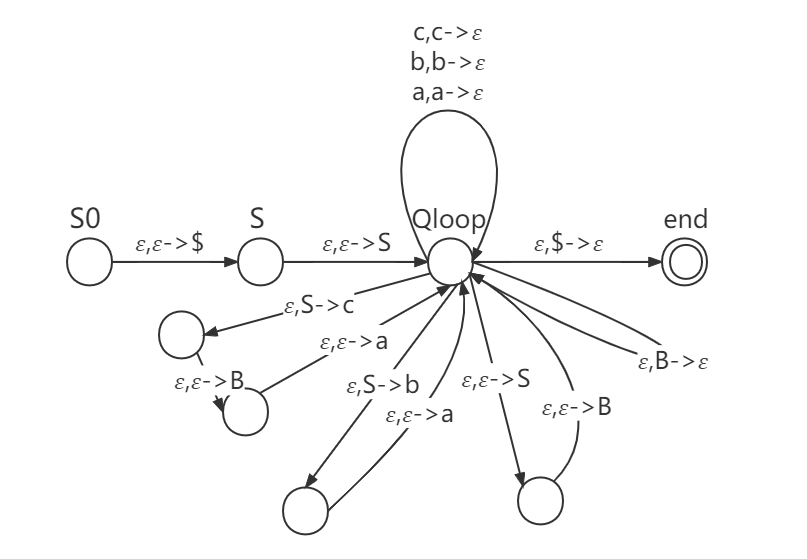 c,c->ε
b,b->ε
a,a->ε
S0
S
Qloop
end
ε,ε->$
ε,ε->S
ε,$->ε
ε,S->c
ε,ε->a
ε,B->ε
ε,ε->B
ε,S->b
ε,ε->S
ε,ε->a
ε,ε->B